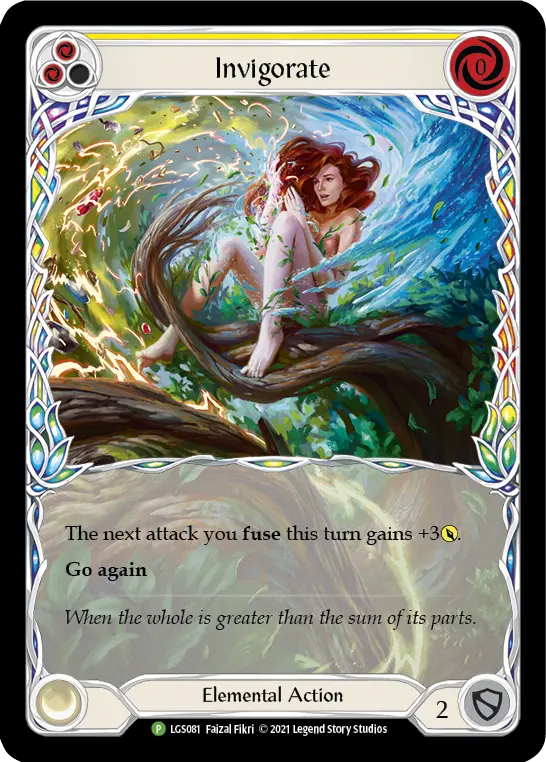 Invigorate
0
The next attack you fuse this turn gains +3.
Go again
When the whole is greater than the sum of its parts.
Elemental Action
2
P LGS081 Faizal Fikri © 2021 Legend Story Studios